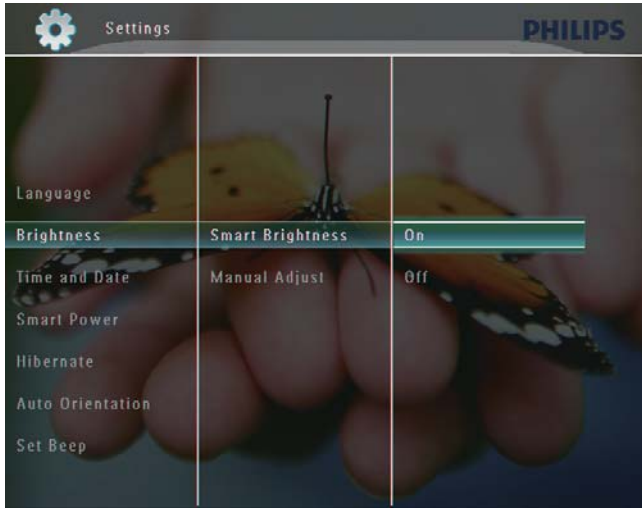 Settings
PHILIPS
Language
Brightness
Smart Brightness
On
Time and Date
Manual Adjust
Off
Smart Power
Hibernate
Auto Orientation
Set Beep